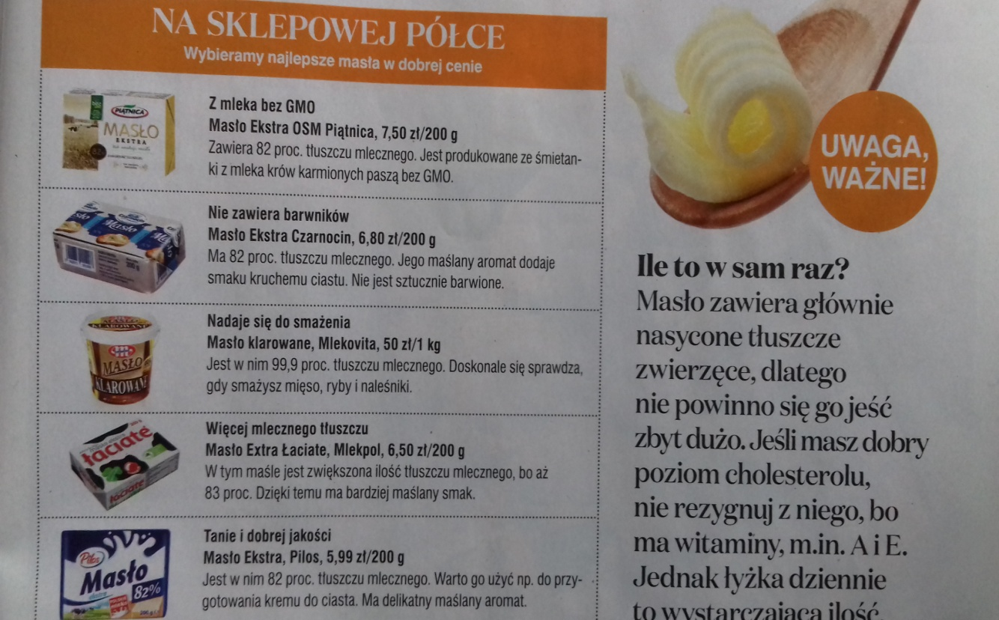 NA SKLEPOWEJ PÓŁCE
Wybieramy najlepsze masła w dobrej cenie
PIĄTNICA
MASŁO
EKSTRA
Z mleka bez GMO
Masło Ekstra OSM Piątnica, 7,50 zł/200 g
Zawiera 82 proc. tłuszczu mlecznego. Jest produkowane ze śmietan-
ki z mleka krów karmionych paszą bez GMO.
Masło
Nie zawiera barwników
Masło Ekstra Czarnocin, 6,80 zł/200 g
Ma 82 proc. tłuszczu mlecznego. Jego maślany aromat dodaje
smaku kruchemu ciastu. Nie jest sztucznie barwione.
MASŁO
KLAROWANE
Nadaje się do smażenia
Masło klarowane, Mlekovita, 50 zł/1 kg
Jest w nim 99,9 proc. tłuszczu mlecznego. Doskonale się sprawdza,
gdy smażysz mięso, ryby i naleśniki.
łaciate
łaciate
Więcej mlecznego tłuszczu
Masło Extra Łaciate, Mlekpol, 6,50 zł/200 g
W tym maśle jest zwiększona ilość tłuszczu mlecznego, bo aż
83 proc. Dzięki temu ma bardziej maślany smak.
Pilos
Masło
82%
Tanie i dobrej jakości
Masło Ekstra, Pilos, 5,99 zł/200 g
Jest w nim 82 proc. tłuszczu mlecznego. Warto go użyć np. do przy-
gotowania kremu do ciasta. Ma delikatny maślany aromat.
UWAGA,
WAŻNE!
Ile to w sam raz?
Masło zawiera głównie
nasycone tłuszcze
zwierzęce, dlatego
nie powinno się go jeść
zbyt dużo. Jeśli masz dobry
poziom cholesterolu,
nie rezygnuj z niego, bo
ma witaminy, m.in. A i E.
Jednak łyżka dziennie
to wystarczająca ilość